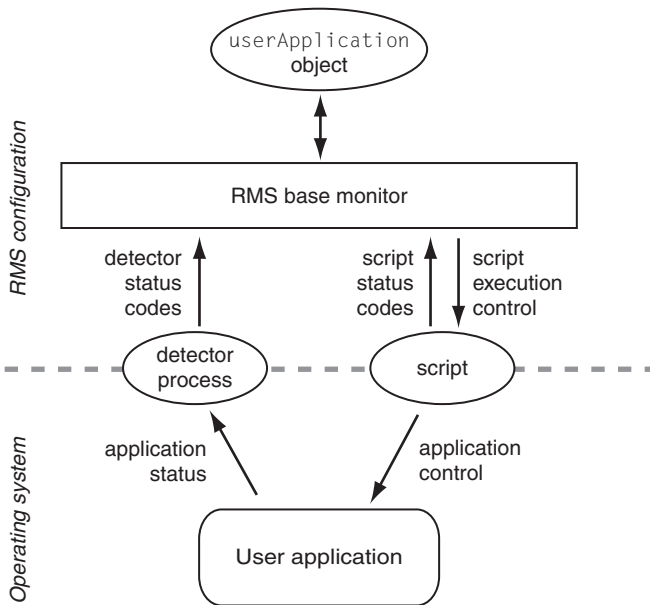 userApplication
object
RMS configuration
RMS base monitor
detector
status
codes
script
status
codes
script
execution
control
detector
process
script
application
status
application
control
Operating system
User application